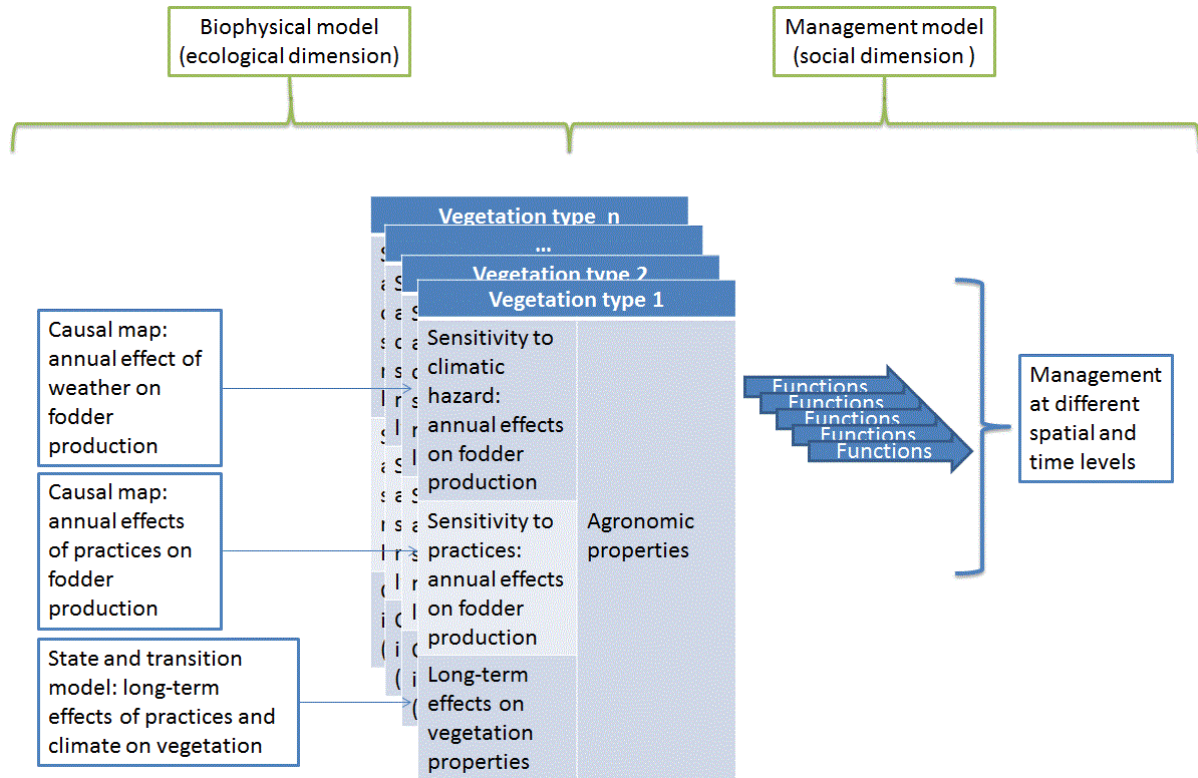 Biophysical model
(ecological dimension)
Management model
(social dimension )
Vegetation type  n
...
Vegetation type 2
Vegetation type 1
Causal map:
annual effect of
weather on
fodder
production
Causal map:
annual effects
of practices on
fodder
production
State and transition
model: long-term
effects of practices and
climate on vegetation
Sensitivity to
climatic
hazard:
annual effects
on fodder
production
Sensitivity to
practices:
annual effects
on fodder
production
Long-term
effects on
vegetation
properties
Agronomic
properties
Functions
Functions
Functions
Functions
Functions
Management
at different
spatial and
time levels